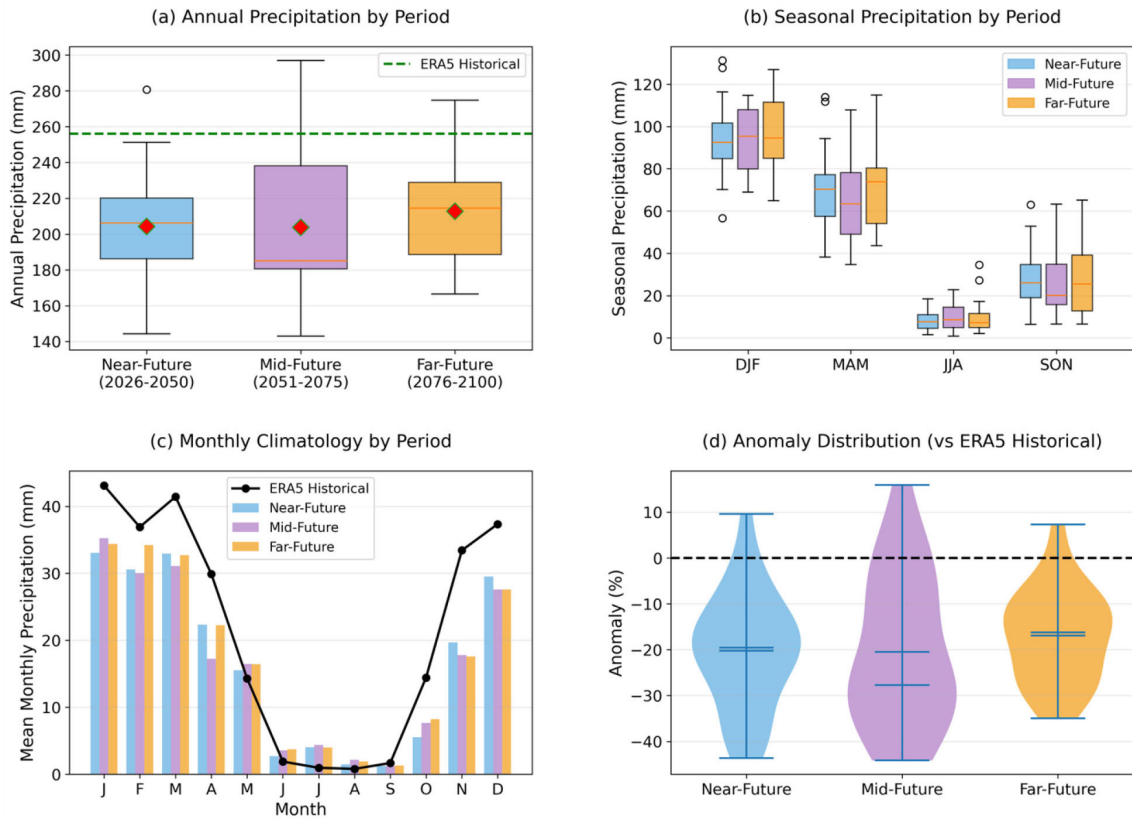 (a) Annual Precipitation by Period
Annual Precipitation (mm)
300
280
260
240
220
200
180
160
140
ERA5 Historical
Near-Future
(2026-2050)
Mid-Future
(2051-2075)
Far-Future
(2076-2100)
(b) Seasonal Precipitation by Period
Seasonal Precipitation (mm)
120
100
80
60
40
20
0
Near-Future
Mid-Future
Far-Future
DJF
MAM
JJA
SON
(c) Monthly Climatology by Period
Mean Monthly Precipitation (mm)
40
30
20
10
0
ERA5 Historical
Near-Future
Mid-Future
Far-Future
J
F
M
A
M
J
J
A
S
O
N
D
Month
(d) Anomaly Distribution (vs ERA5 Historical)
Anomaly (%)
10
0
−10
−20
−30
−40
Near-Future
Mid-Future
Far-Future